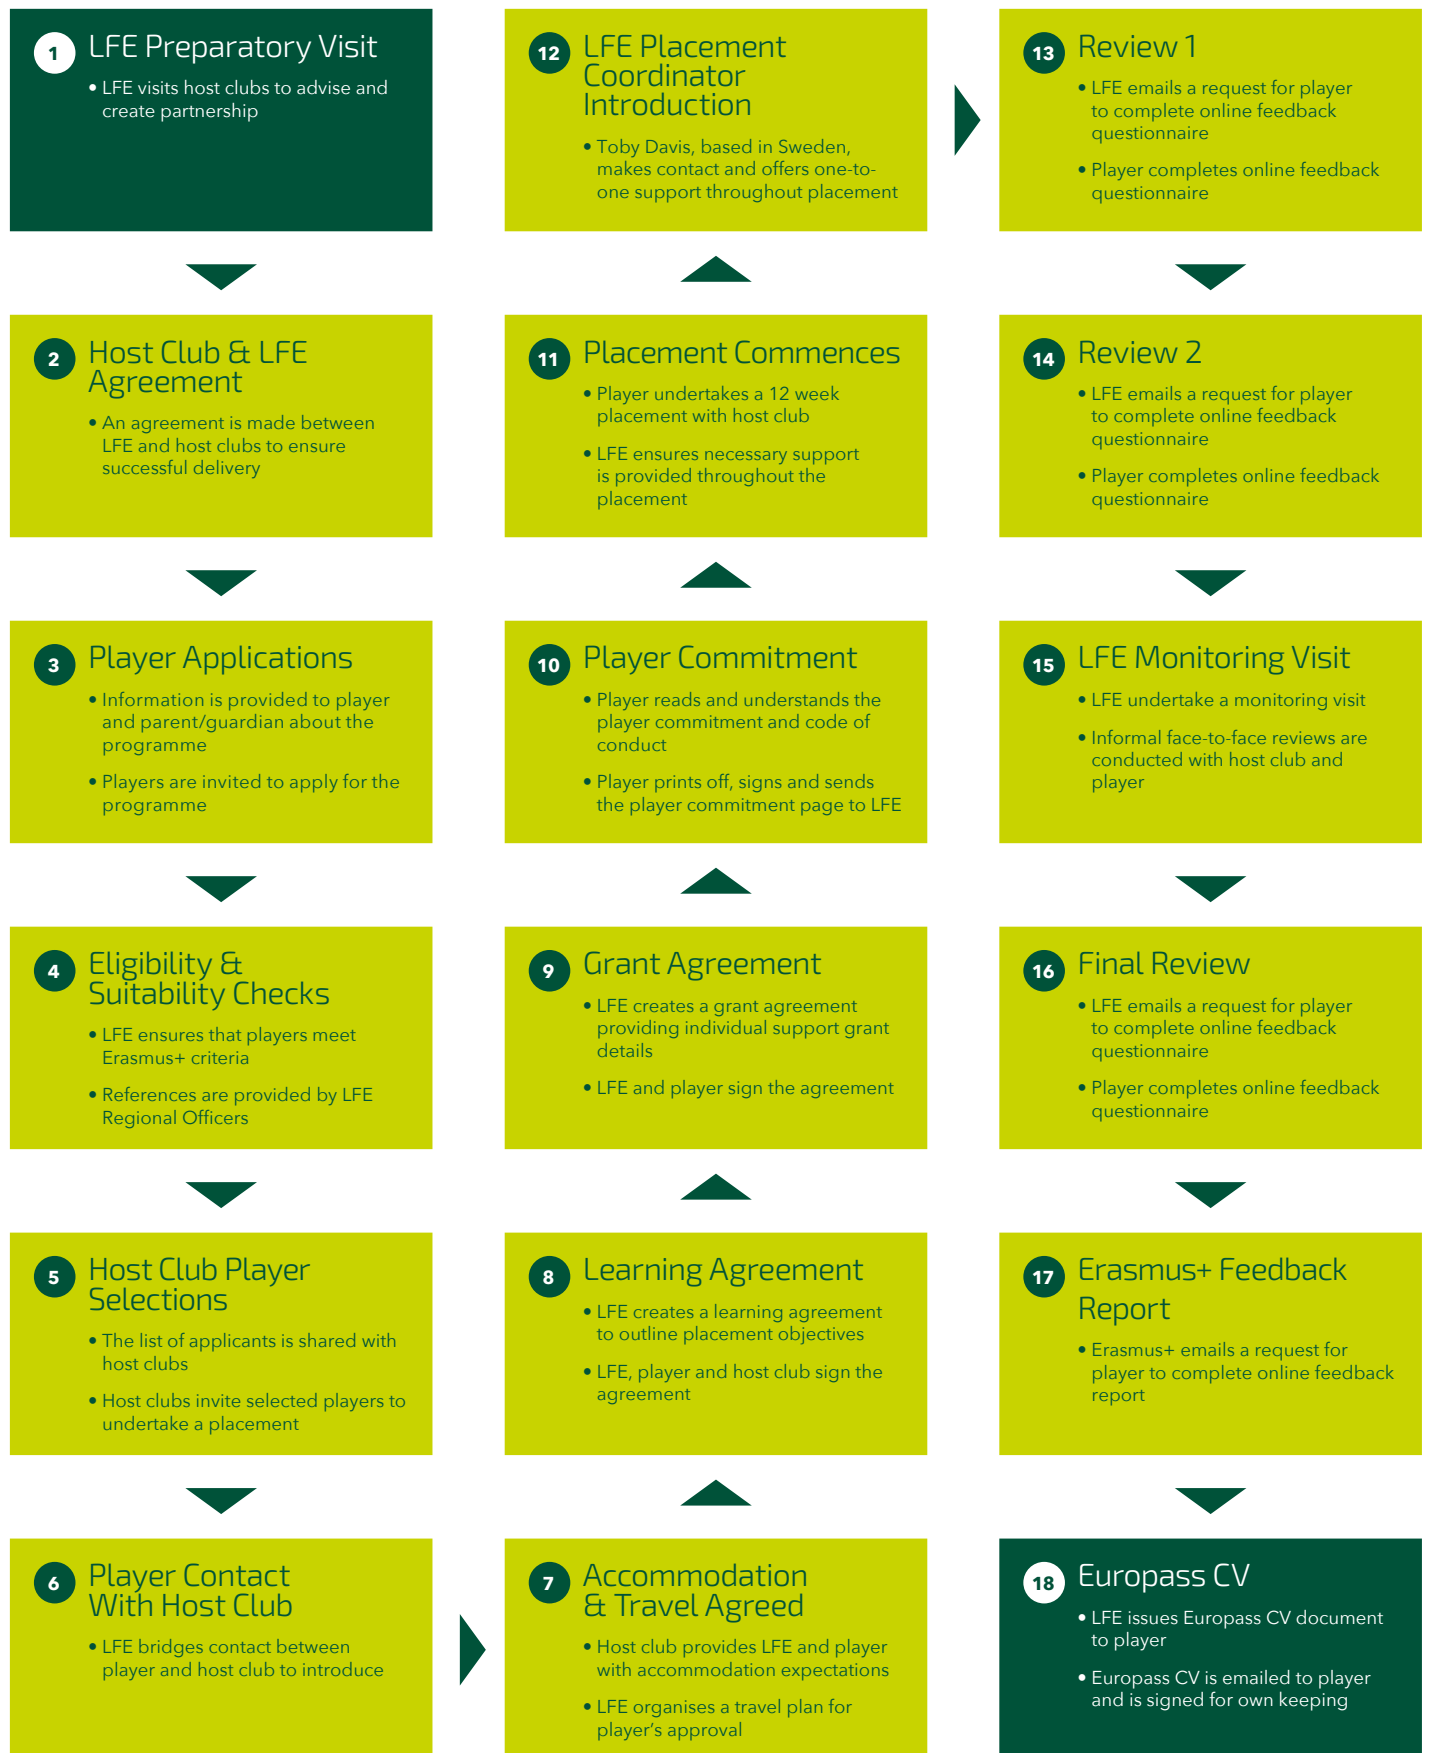 1
LFE Preparatory Visit
• LFE visits host clubs to advise and
create partnership
2
Host Club & LFE
Agreement
• An agreement is made between
LFE and host clubs to ensure
successful delivery
3
Player Applications
• Information is provided to player
and parent/guardian about the
programme
• Players are invited to apply for the
programme
4
Eligibility &
Suitability Checks
• LFE ensures that players meet
Erasmus+ criteria
• References are provided by LFE
Regional Officers
5
Host Club Player
Selections
• The list of applicants is shared with
host clubs
• Host clubs invite selected players to
undertake a placement
6
Player Contact
With Host Club
• LFE bridges contact between
player and host club to introduce
7
Accommodation
& Travel Agreed
• Host club provides LFE and player
with accommodation expectations
• LFE organises a travel plan for
player's approval
8
Learning Agreement
• LFE creates a learning agreement
to outline placement objectives
• LFE, player and host club sign the
agreement
9
Grant Agreement
• LFE creates a grant agreement
providing individual support grant
details
• LFE and player sign the agreement
10
Player Commitment
• Player reads and understands the
player commitment and code of
conduct
• Player prints off, signs and sends
the player commitment page to LFE
11
Placement Commences
• Player undertakes a 12 week
placement with host club
• LFE ensures necessary support
is provided throughout the
placement
12
LFE Placement
Coordinator
Introduction
• Toby Davis, based in Sweden,
makes contact and offers one-to-
one support throughout placement
13
Review 1
• LFE emails a request for player
to complete online feedback
questionnaire
• Player completes online feedback
questionnaire
14
Review 2
• LFE emails a request for player
to complete online feedback
questionnaire
• Player completes online feedback
questionnaire
15
LFE Monitoring Visit
• LFE undertake a monitoring visit
• Informal face-to-face reviews are
conducted with host club and
player
16
Final Review
• LFE emails a request for player
to complete online feedback
questionnaire
• Player completes online feedback
questionnaire
17
Erasmus+ Feedback
Report
• Erasmus+ emails a request for
player to complete online feedback
report
18
Europass CV
• LFE issues Europass CV document
to player
• Europass CV is emailed to player
and is signed for own keeping